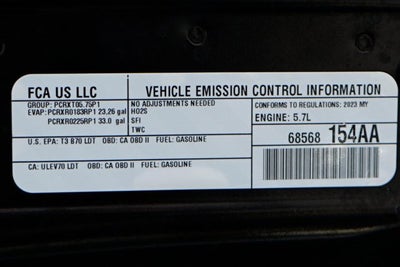 FCA US LLC
VEHICLE EMISSION CONTROL INFORMATION
GROUP: PCRXT05.75P1
EVAP: PCRXR0183RP1 23.26 gal
PCRXR0225RP1 33.0 gal
NO ADJUSTMENTS NEEDED
HO2S
SFI
TWC
CONFORMS TO REGULATIONS: 2023 MY
ENGINE: 5.7L
68568 154AA
U.S. EPA: T3 B70 LDT OBD: CA OBD II FUEL: GASOLINE
CA: ULEV70 LDT OBD: CA OBD II FUEL: GASOLINE